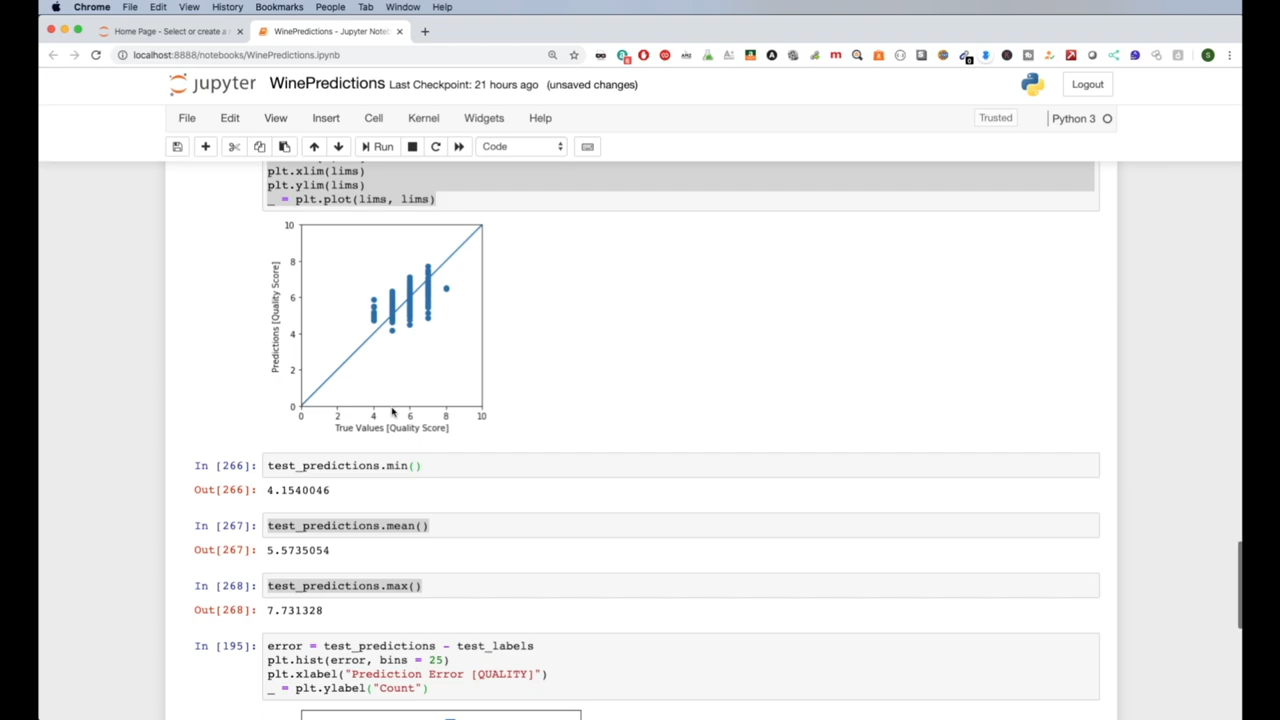 Chrome File Edit View History Bookmarks People Tab Window Help
Home Page - Select or create a WinePredictions - Jupyter Note
localhost:8888/notebooks/WinePredictions.ipynb
jupyter WinePredictions Last Checkpoint: 21 hours ago (unsaved changes) Logout
File Edit View Insert Cell Kernel Widgets Help Trusted Python 3
Run Code
plt.xlim(lims)
plt.ylim(lims)
_ = plt.plot(lims, lims)
10
8
6
4
2
0
Predictions [Quality Score]
0 2 4 6 8 10
True Values [Quality Score]
In [266]: test_predictions.min()
Out[266]: 4.1540046
In [267]: test_predictions.mean()
Out[267]: 5.5735054
In [268]: test_predictions.max()
Out[268]: 7.731328
In [195]: error = test_predictions - test_labels
plt.hist(error, bins = 25)
plt.xlabel("Prediction Error [QUALITY]")
_ = plt.ylabel("Count")